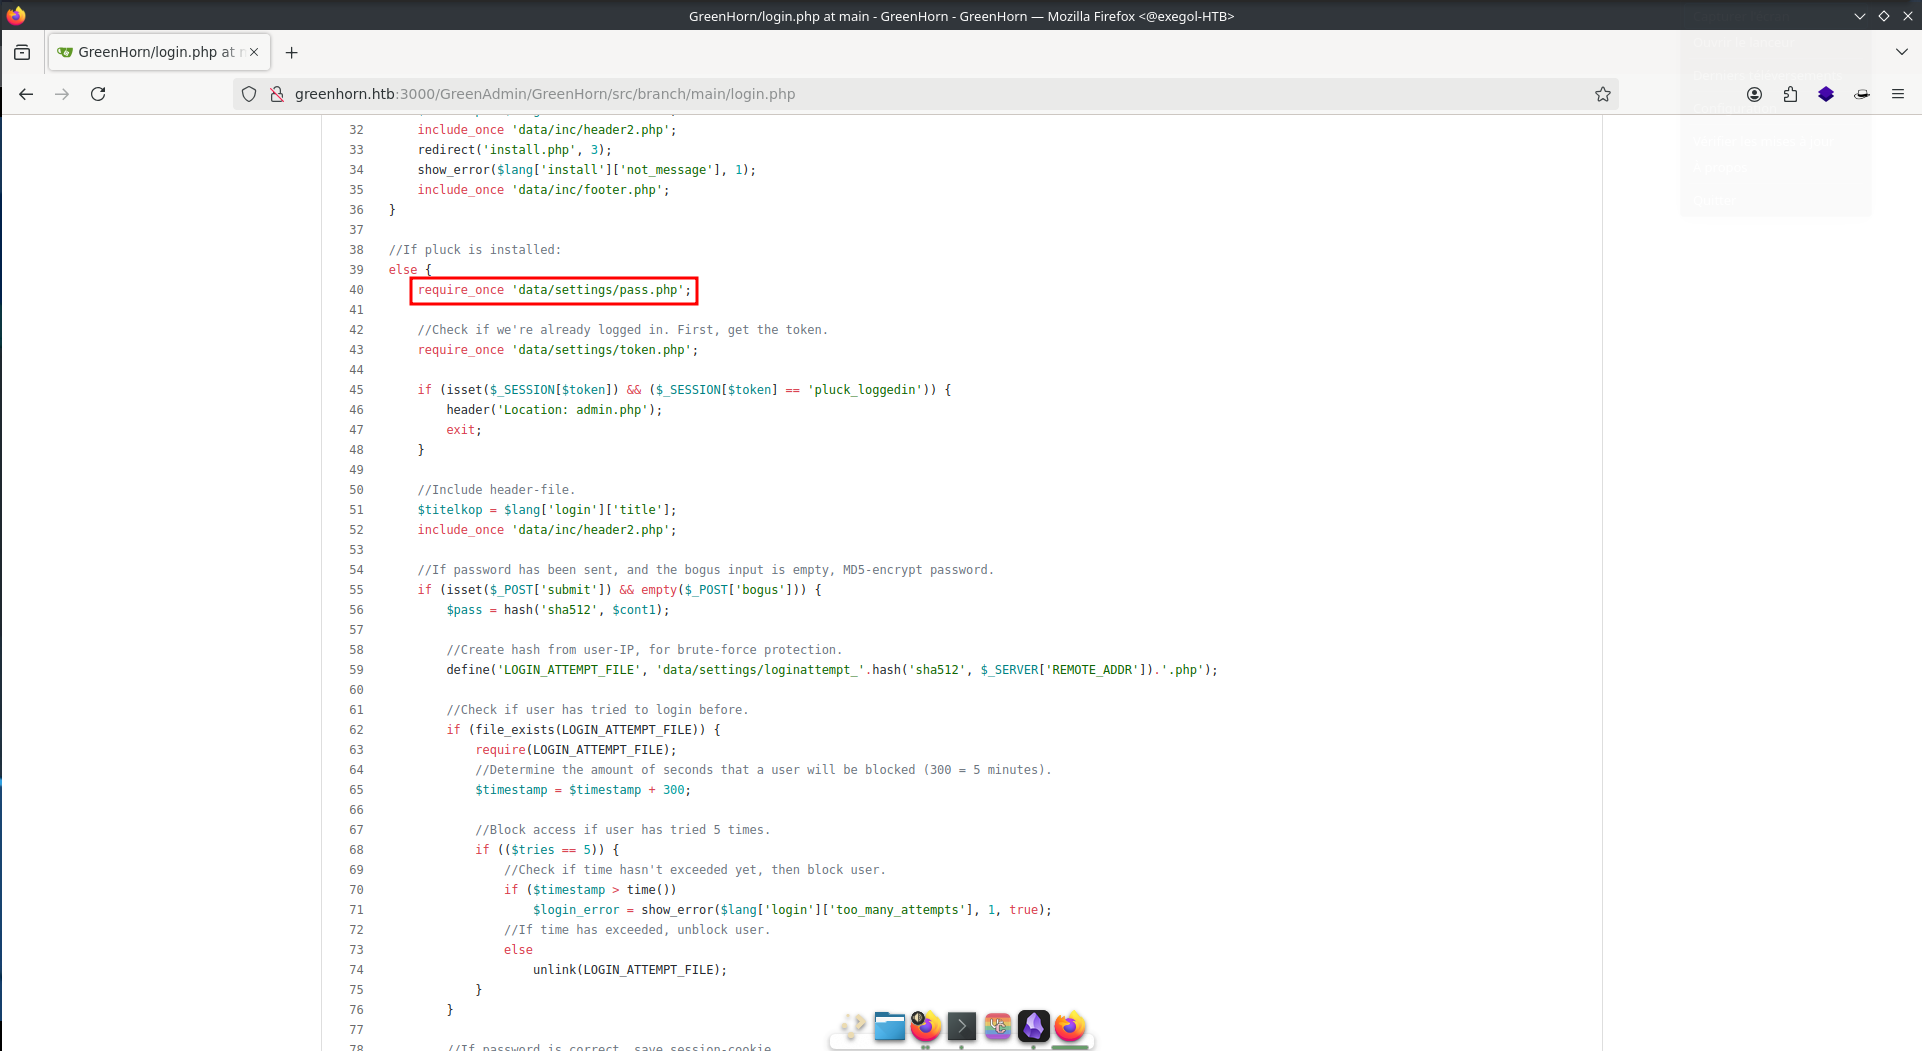 GreenHorn/login.php at main - GreenHorn - GreenHorn — Mozilla Firefox <@exegol-HTB>
GreenHorn/login.php at
greenhorn.htb:3000/GreenAdmin/GreenHorn/src/branch/main/login.php
32 include_once 'data/inc/header2.php';
33 redirect('install.php', 3);
34 show_error($lang['install']['not_message'], 1);
35 include_once 'data/inc/footer.php';
36 }
37
38 //If pluck is installed:
39 else {
40 require_once 'data/settings/pass.php';
41
42 //Check if we're already logged in. First, get the token.
43 require_once 'data/settings/token.php';
44
45 if (isset($_SESSION[$token]) && ($_SESSION[$token] == 'pluck_loggedin')) {
46 header('Location: admin.php');
47 exit;
48 }
49
50 //Include header-file.
51 $titelkop = $lang['login']['title'];
52 include_once 'data/inc/header2.php';
53
54 //If password has been sent, and the bogus input is empty, MD5-encrypt password.
55 if (isset($_POST['submit']) && empty($_POST['bogus'])) {
56 $pass = hash('sha512', $cont1);
57
58 //Create hash from user-IP, for brute-force protection.
59 define('LOGIN_ATTEMPT_FILE', 'data/settings/loginattempt_'.hash('sha512', $_SERVER['REMOTE_ADDR']).'.php');
60
61 //Check if user has tried to login before.
62 if (file_exists(LOGIN_ATTEMPT_FILE)) {
63 require(LOGIN_ATTEMPT_FILE);
64 //Determine the amount of seconds that a user will be blocked (300 = 5 minutes).
65 $timestamp = $timestamp + 300;
66
67 //Block access if user has tried 5 times.
68 if (($tries == 5)) {
69 //Check if time hasn't exceeded yet, then block user.
70 if ($timestamp > time())
71 $login_error = show_error($lang['login']['too_many_attempts'], 1, true);
72 //If time has exceeded, unblock user.
73 else
74 unlink(LOGIN_ATTEMPT_FILE);
75 }
76 }
77
78 //If password is correct, save session-cookie.